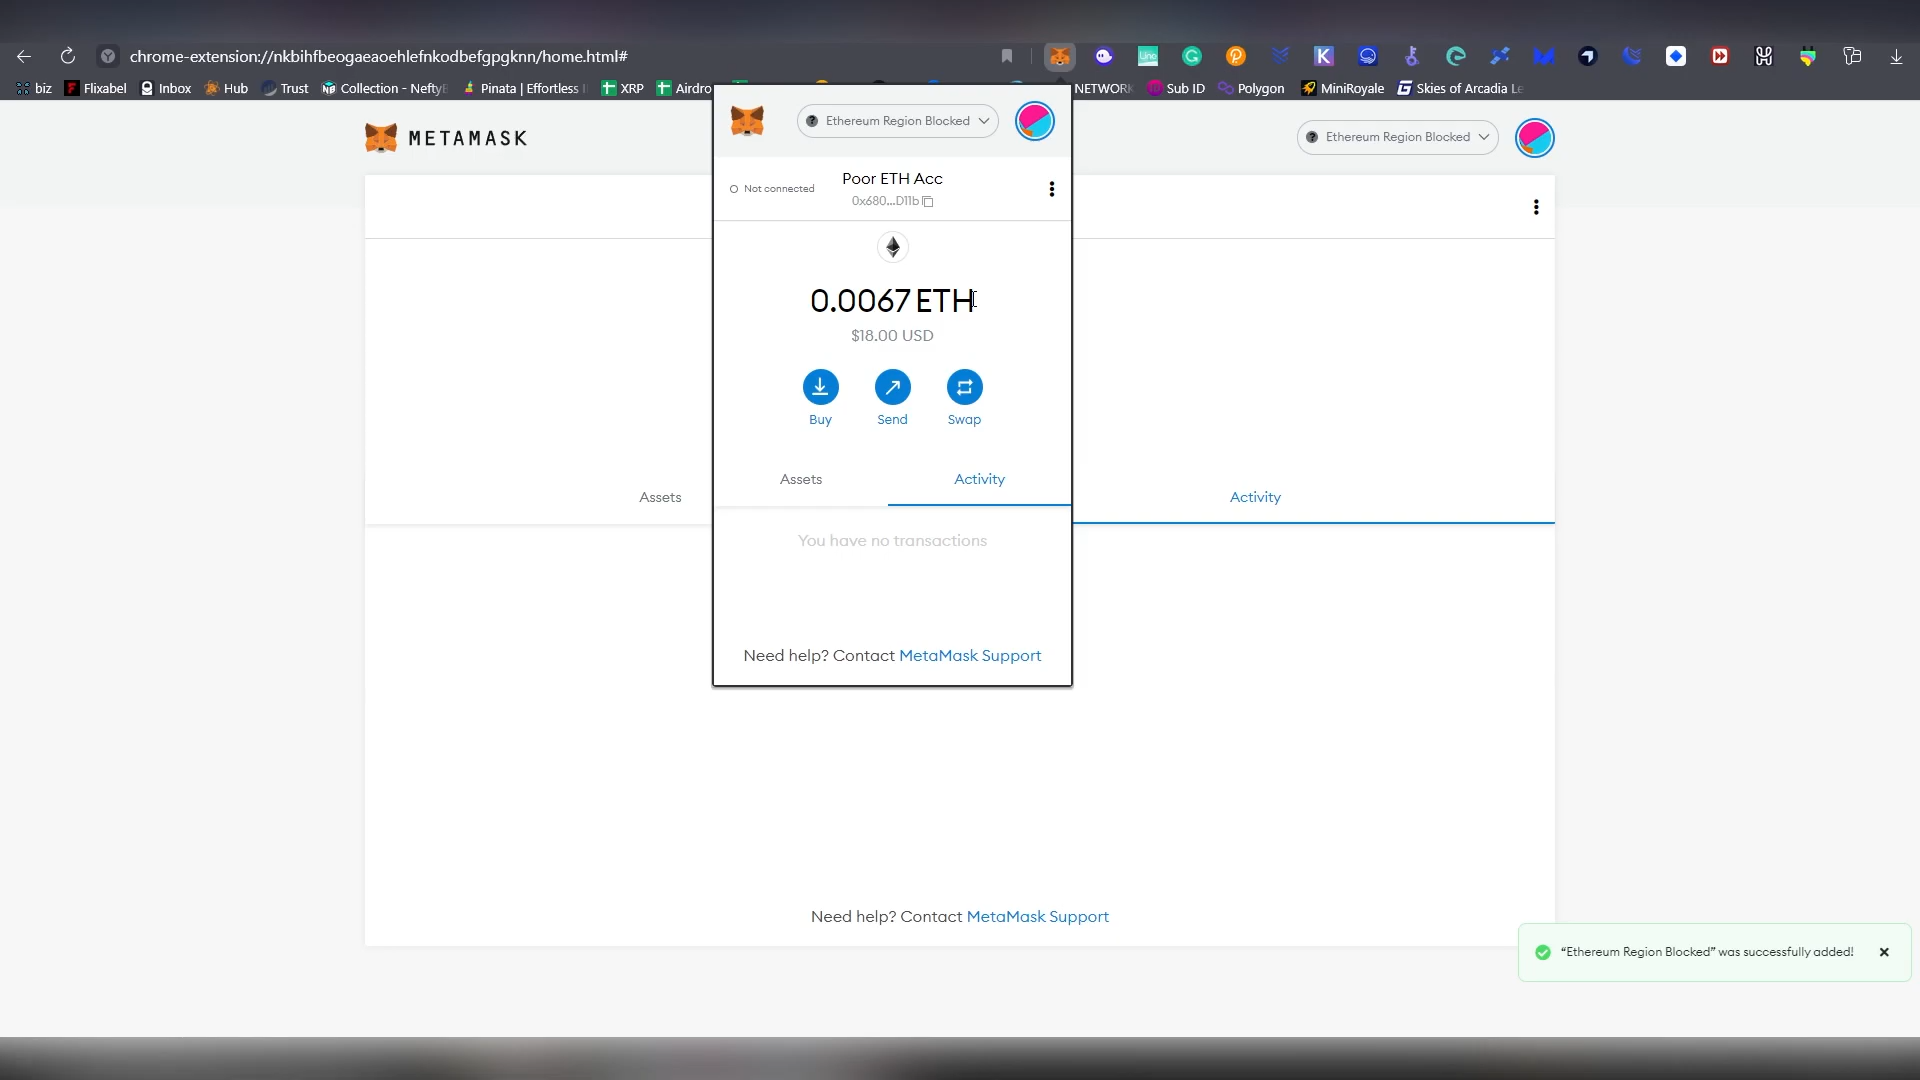 chrome-extension://nkbihfbeogaeaoehlefnkodbefgpgknn/home.html#
biz Flixabel Inbox Hub Trust Collection - Nefty Pinata | Effortless XRP Airdro NETWORK Sub ID Polygon MiniRoyale Skies of Arcadia Le
METAMASK
Ethereum Region Blocked
Ethereum Region Blocked
Not connected
Poor ETH Acc
0x680...D11b
0.0067 ETH
$18.00 USD
Buy Send Swap
Assets Activity
Assets Activity
You have no transactions
Need help? Contact MetaMask Support
Need help? Contact MetaMask Support
“Ethereum Region Blocked” was successfully added!